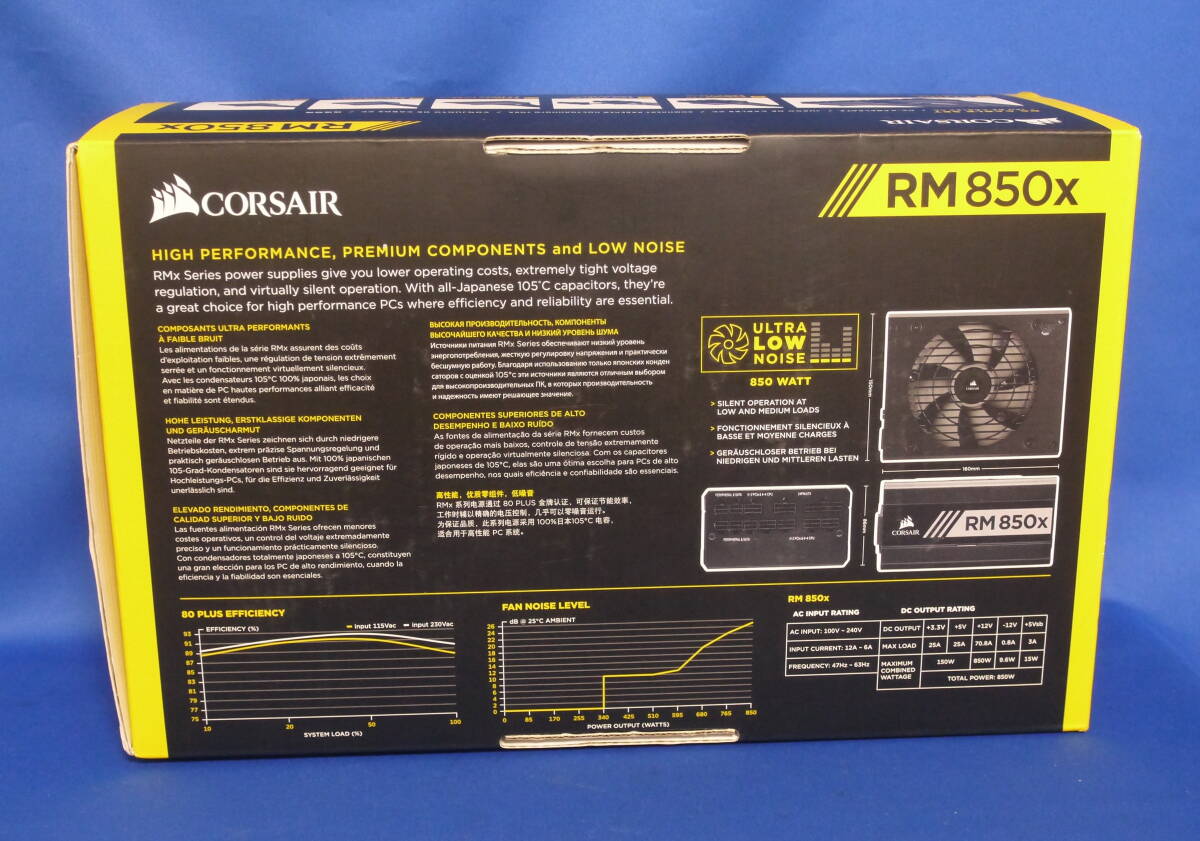 RM850x
CORSAIR
CORSAIR
RM850x
HIGH PERFORMANCE, PREMIUM COMPONENTS and LOW NOISE
RMx Series power supplies give you lower operating costs, extremely tight voltage
regulation, and virtually silent operation. With all-Japanese 105°C capacitors, they're
a great choice for high performance PCs where efficiency and reliability are essential.
COMPOSANTS ULTRA PERFORMANTS
À FAIBLE BRUIT
Les alimentations de la série RMx assurent des coûts
d'exploitation faibles, une régulation de tension extrêmement
serrée et un fonctionnement virtuellement silencieux.
Avec les condensateurs 105°C 100% japonais, les choix
en matière de PC hautes performances alliant efficacité
et fiabilité sont étendus.
HOHE LEISTUNG, ERSTKLASSIGE KOMPONENTEN
UND GERÄUSCHARMUT
Netzteile der RMx Series zeichnen sich durch niedrigere
Betriebskosten, extrem präzise Spannungsregelung und
praktisch geräuschlosen Betrieb aus. Mit 100% japanischen
105-Grad-Kondensatoren sind sie hervorragend geeignet für
Hochleistungs-PCs, für die Effizienz und Zuverlässigkeit
unerlässlich sind.
ELEVADO RENDIMIENTO, COMPONENTES DE
CALIDAD SUPERIOR Y BAJO RUIDO
Las fuentes alimentación RMx Series ofrecen menores
costes operativos, un control del voltaje extremadamente
preciso y un funcionamiento prácticamente silencioso.
Con condensadores totalmente japoneses a 105°C, constituyen
una gran elección para los PC de alto rendimiento, cuando la
eficiencia y la fiabilidad son esenciales.
ВЫСОКАЯ ПРОИЗВОДИТЕЛЬНОСТЬ, КОМПОНЕНТЫ
ВЫСОЧАЙШЕГО КАЧЕСТВА И НИЗКИЙ УРОВЕНЬ ШУМА
Источники питания RMx Series обеспечивают низкий уровень
энергопотребления, жесткую регулировку напряжения и практически
бесшумную работу. Благодаря использованию только японских конден
саторов с оценкой 105°C эти источники являются отличным выбором
для высокопроизводительных ПК, в которых производительность
и надежность имеют решающее значение.
COMPONENTES SUPERIORES DE ALTO
DESEMPENHO E BAIXO RUÍDO
As fontes de alimentação da série RMx fornecem custos
de operação mais baixos, controle de tensão extremamente
rígido e operação virtualmente silenciosa. Com os capacitores
japoneses de 105°C, elas são uma ótima escolha para PCs de alto
desempenho, nos quais eficiência e confiabilidade são essenciais.
高性能，优质零组件，低噪音
RMx 系列电源通过 80 PLUS 金牌认证，可保证节能效率，
工作时辅以精确的电压控制，几乎可以零噪音运行。
为保证品质，此系列电源采用 100%日本105°C 电容，
适合用于高性能 PC 系统。
ULTRA
LOW
NOISE
850 WATT
> SILENT OPERATION AT
LOW AND MEDIUM LOADS
> FONCTIONNEMENT SILENCIEUX À
BASSE ET MOYENNE CHARGES
> GERÄUSCHLOSER BETRIEB BEI
NIEDRIGEN UND MITTLEREN LASTEN
CORSAIR
180mm
CORSAIR
RM850x
80 PLUS EFFICIENCY
EFFICIENCY (%)
input 115Vac input 230Vac
93
91
89
87
85
83
81
79
77
75
10 20 50 100
SYSTEM LOAD (%)
FAN NOISE LEVEL
dB @ 25°C AMBIENT
26
24
22
20
18
16
14
12
10
8
6
4
2
0
0 85 170 255 340 425 510 595 680 765 850
POWER OUTPUT (WATTS)
RM 850x
AC INPUT RATING DC OUTPUT RATING
AC INPUT: 100V ~ 240V DC OUTPUT +3.3V +5V +12V -12V +5Vsb
INPUT CURRENT: 12A ~ 6A MAX LOAD 25A 25A 70.8A 0.8A 3A
FREQUENCY: 47Hz ~ 63Hz MAXIMUM COMBINED WATTAGE 150W 850W 9.6W 15W
TOTAL POWER: 850W